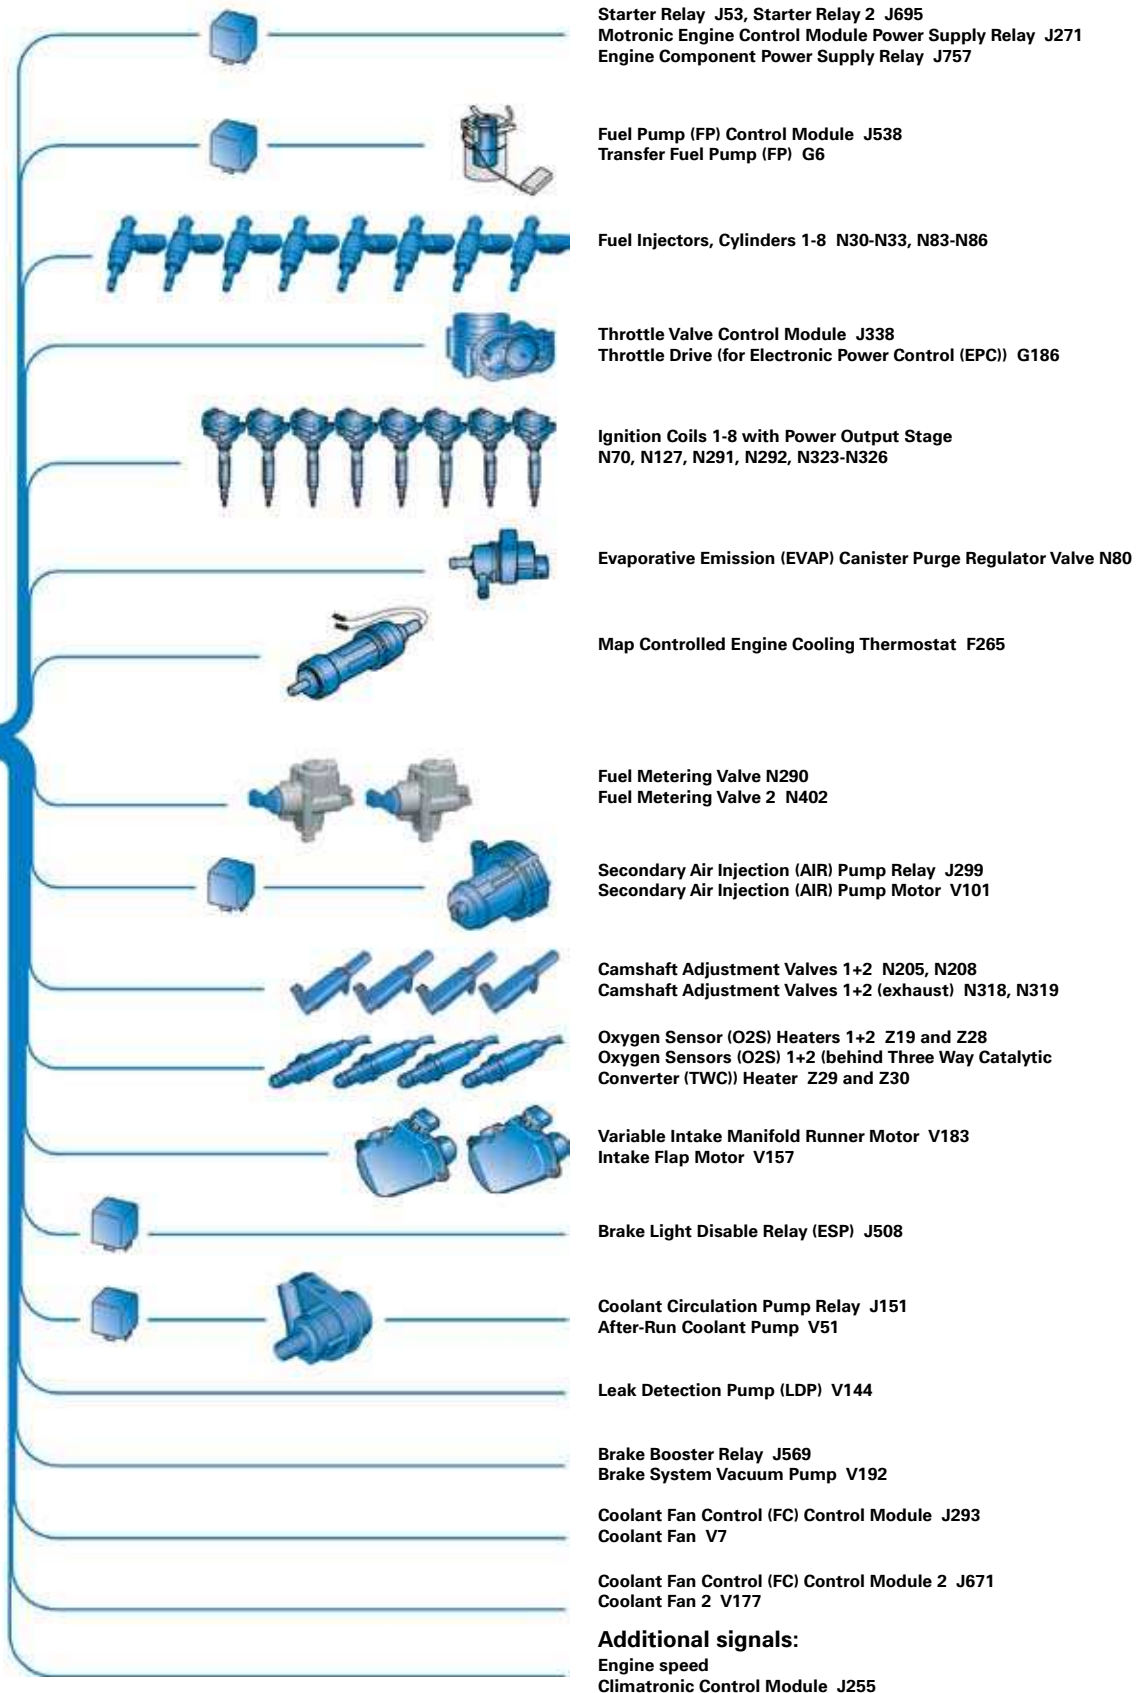 Starter Relay J53, Starter Relay 2 J695
Motronic Engine Control Module Power Supply Relay J271
Engine Component Power Supply Relay J757
Fuel Pump (FP) Control Module J538
Transfer Fuel Pump (FP) G6
Fuel Injectors, Cylinders 1-8 N30-N33, N83-N86
Throttle Valve Control Module J338
Throttle Drive (for Electronic Power Control (EPC)) G186
Ignition Coils 1-8 with Power Output Stage
N70, N127, N291, N292, N323-N326
Evaporative Emission (EVAP) Canister Purge Regulator Valve N80
Map Controlled Engine Cooling Thermostat F265
Fuel Metering Valve N290
Fuel Metering Valve 2 N402
Secondary Air Injection (AIR) Pump Relay J299
Secondary Air Injection (AIR) Pump Motor V101
Camshaft Adjustment Valves 1+2 N205, N208
Camshaft Adjustment Valves 1+2 (exhaust) N318, N319
Oxygen Sensor (O2S) Heaters 1+2 Z19 and Z28
Oxygen Sensors (O2S) 1+2 (behind Three Way Catalytic
Converter (TWC)) Heater Z29 and Z30
Variable Intake Manifold Runner Motor V183
Intake Flap Motor V157
Brake Light Disable Relay (ESP) J508
Coolant Circulation Pump Relay J151
After-Run Coolant Pump V51
Leak Detection Pump (LDP) V144
Brake Booster Relay J569
Brake System Vacuum Pump V192
Coolant Fan Control (FC) Control Module J293
Coolant Fan V7
Coolant Fan Control (FC) Control Module 2 J671
Coolant Fan 2 V177
Additional signals:
Engine speed
Climatronic Control Module J255